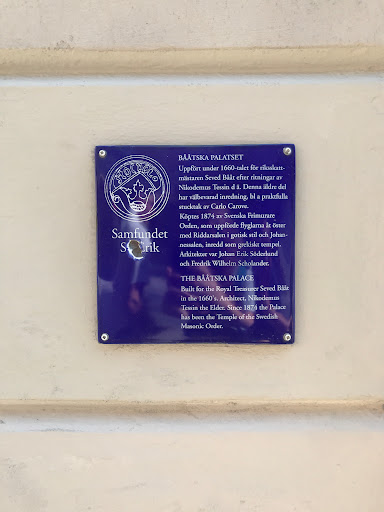 Samfundet
S:t Erik
BÅÅTSKA PALATSET
Uppfört under 1660-talet för riksskatt-
mästaren Seved Bååt efter ritningar av
Nikodemus Tessin d ä. Denna äldre del
har välbevarad inredning, bl a praktfulla
stucktak av Carlo Carove.
Köptes 1874 av Svenska Frimurare
Orden, som uppförde flyglarna åt öster
med Riddarsalen i gotisk stil och Johan-
nessalen, inredd som grekiskt tempel.
Arkitekter var Johan Erik Söderlund
och Fredrik Wilhelm Scholander.
THE BÅÅTSKA PALACE
Built for the Royal Treasurer Seved Bååt
in the 1660's. Architect, Nikodemus
Tessin the Elder. Since 1874 the Palace
has been the Temple of the Swedish
Masonic Order.